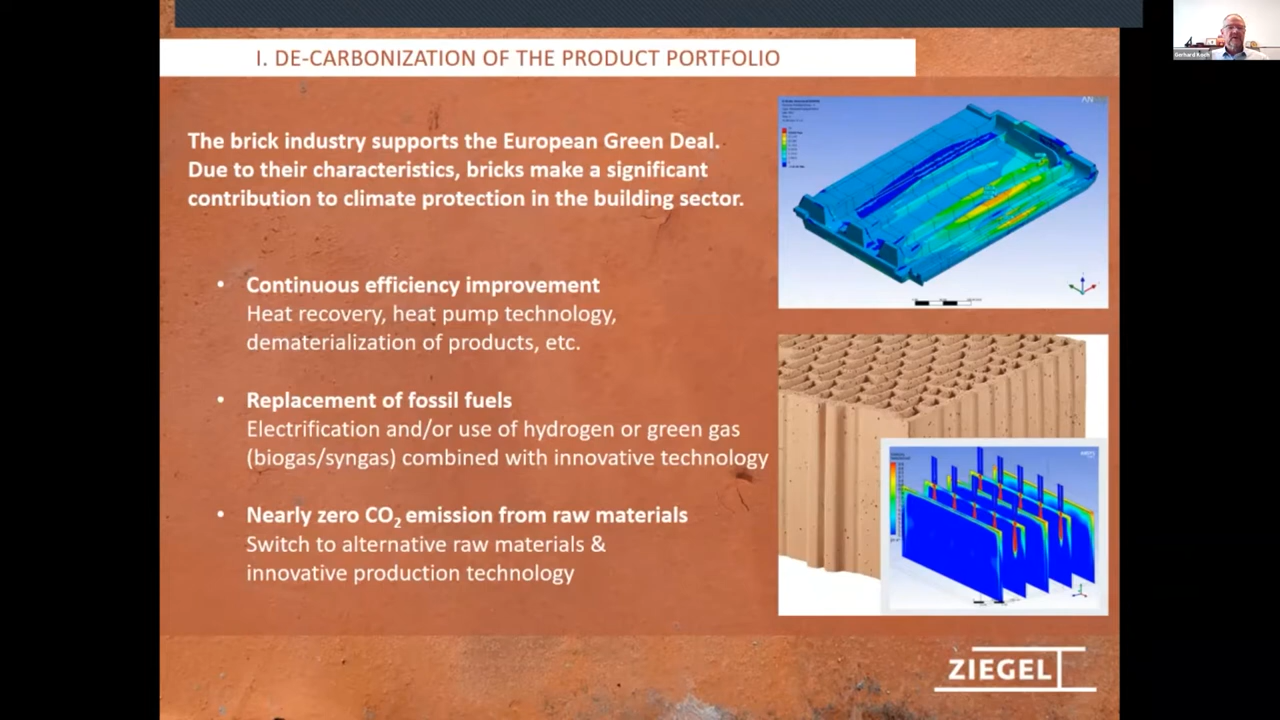 I. DE-CARBONIZATION OF THE PRODUCT PORTFOLIO
The brick industry supports the European Green Deal.
Due to their characteristics, bricks make a significant
contribution to climate protection in the building sector.
• Continuous efficiency improvement
Heat recovery, heat pump technology,
dematerialization of products, etc.
• Replacement of fossil fuels
Electrification and/or use of hydrogen or green gas
(biogas/syngas) combined with innovative technology
• Nearly zero CO₂ emission from raw materials
Switch to alternative raw materials &
innovative production technology
AN
ZIEGEL
Gerhard Koch